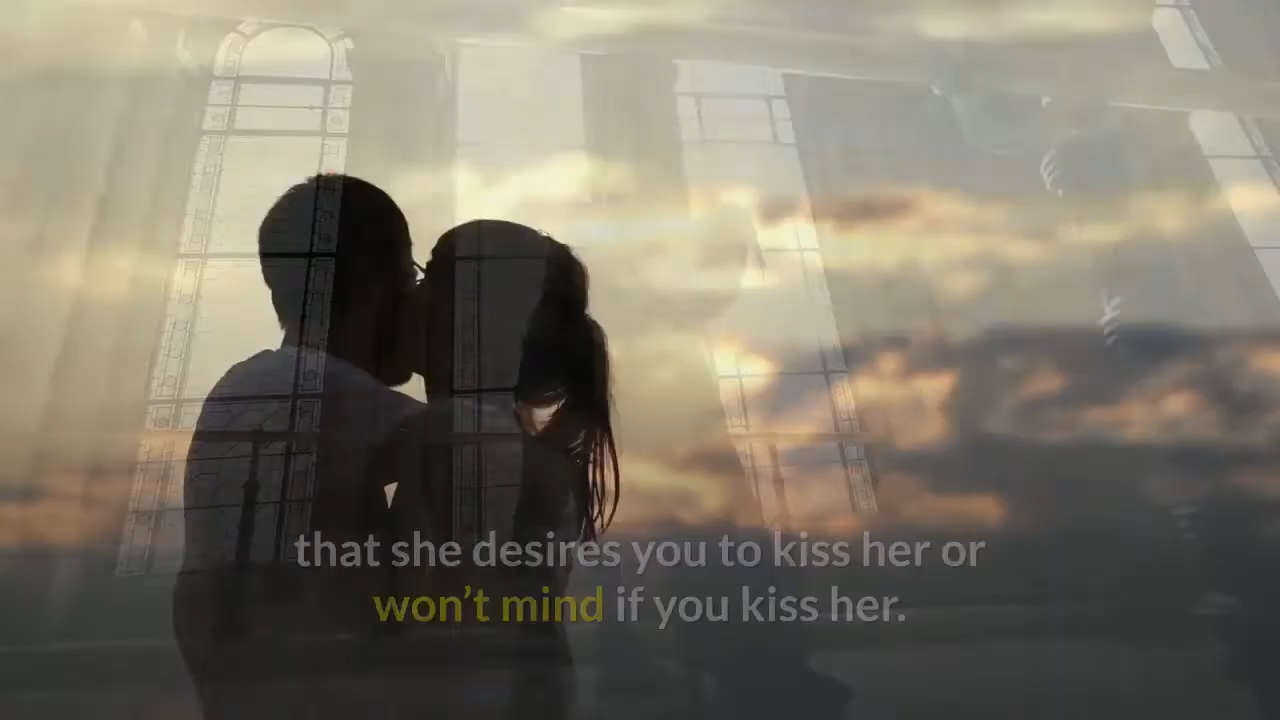 that she desires you to kiss her or
won’t mind if you kiss her.